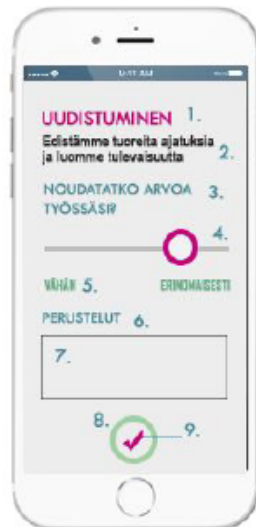 UUDISTUMINEN 1.
Edistämme tuoreita ajatuksia
ja luomme tulevaisuutta 2.
NOUDATATKO ARVOA 3.
TYÖSSÄSI?
4.
VÄHÄN 5. ERINOMAISESTI
PERUSTELUT 6.
7.
8. 9.